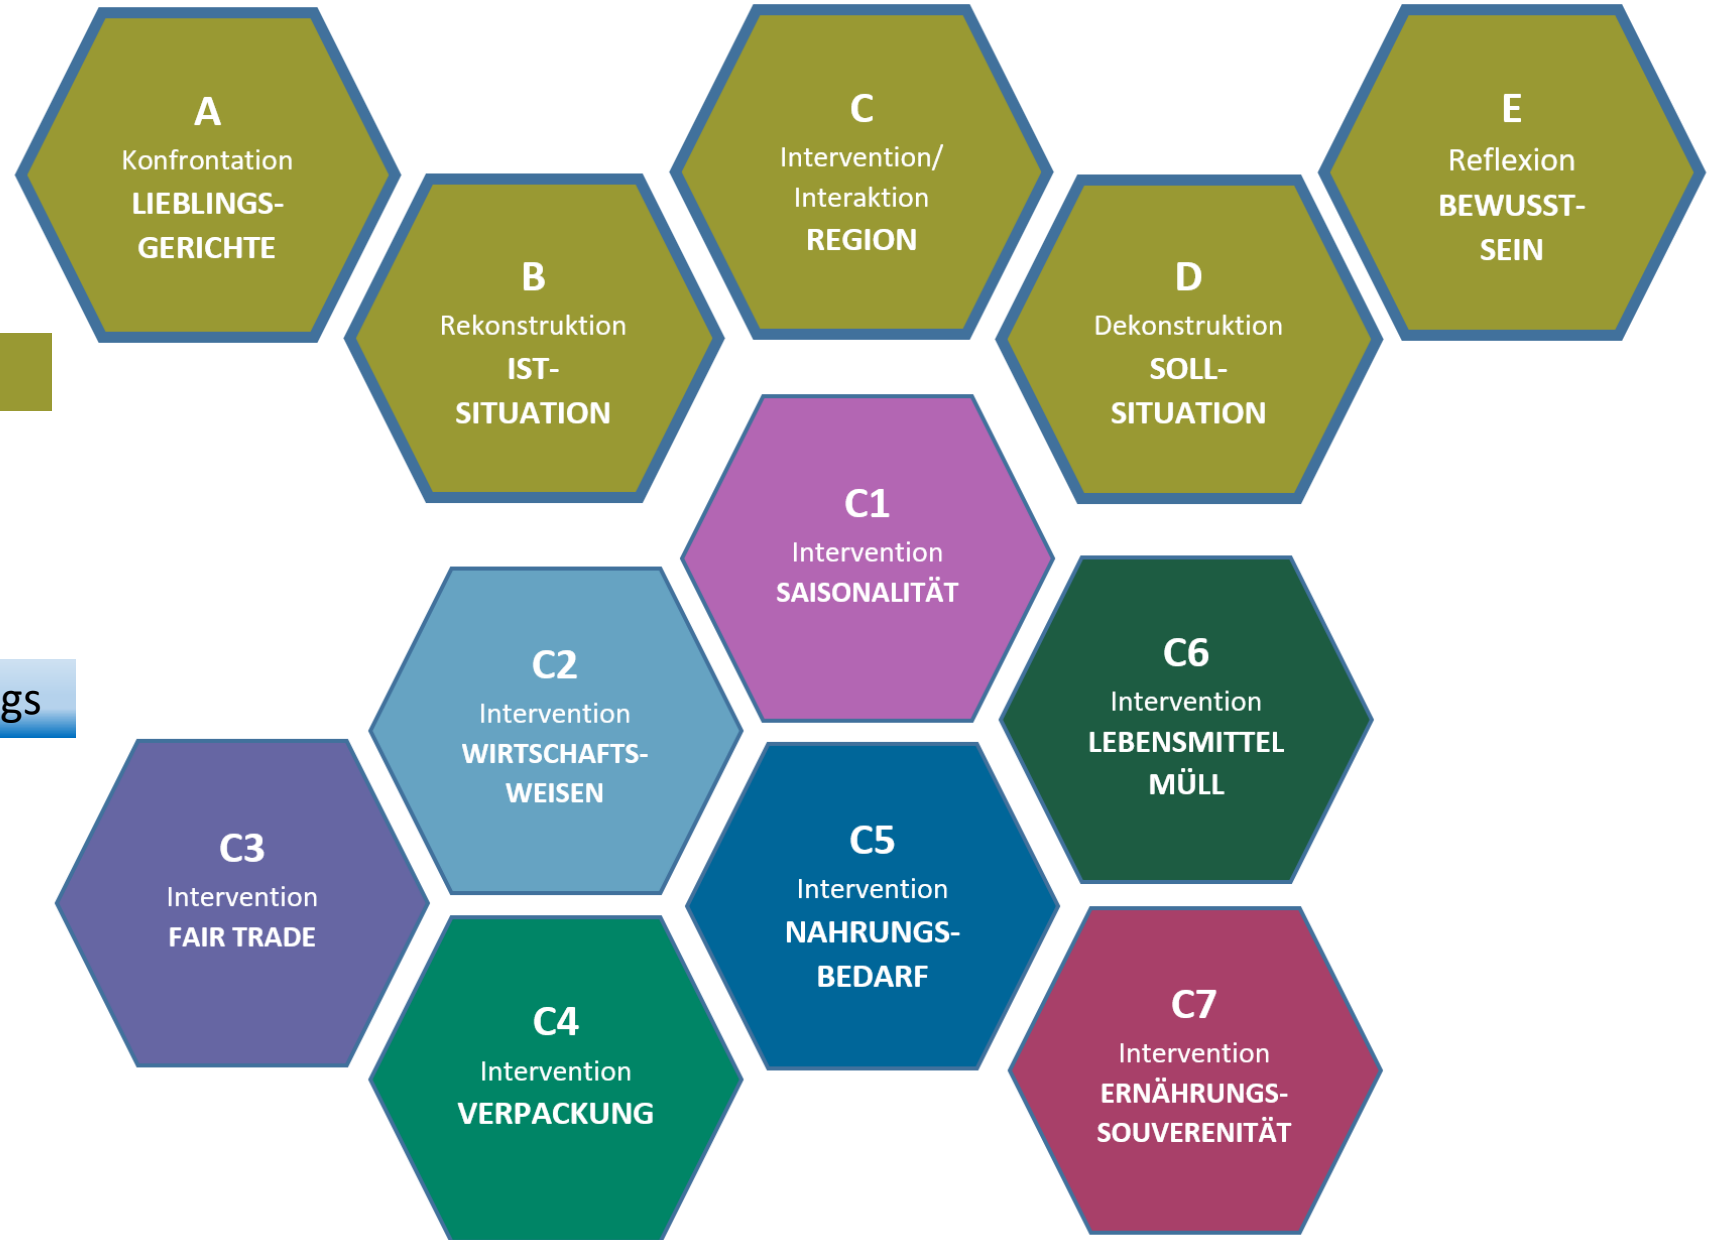 A
Konfrontation
LIEBLINGS-
GERICHTE
B
Rekonstruktion
IST-
SITUATION
C
Intervention/
Interaktion
REGION
D
Dekonstruktion
SOLL-
SITUATION
E
Reflexion
BEWUSST-
SEIN
C1
Intervention
SAISONALITÄT
C2
Intervention
WIRTSCHAFTS-
WEISEN
C6
Intervention
LEBENSMITTEL
MÜLL
gs
C3
Intervention
FAIR TRADE
C5
Intervention
NAHRUNGS-
BEDARF
C4
Intervention
VERPACKUNG
C7
Intervention
ERNÄHRUNGS-
SOUVERENITÄT